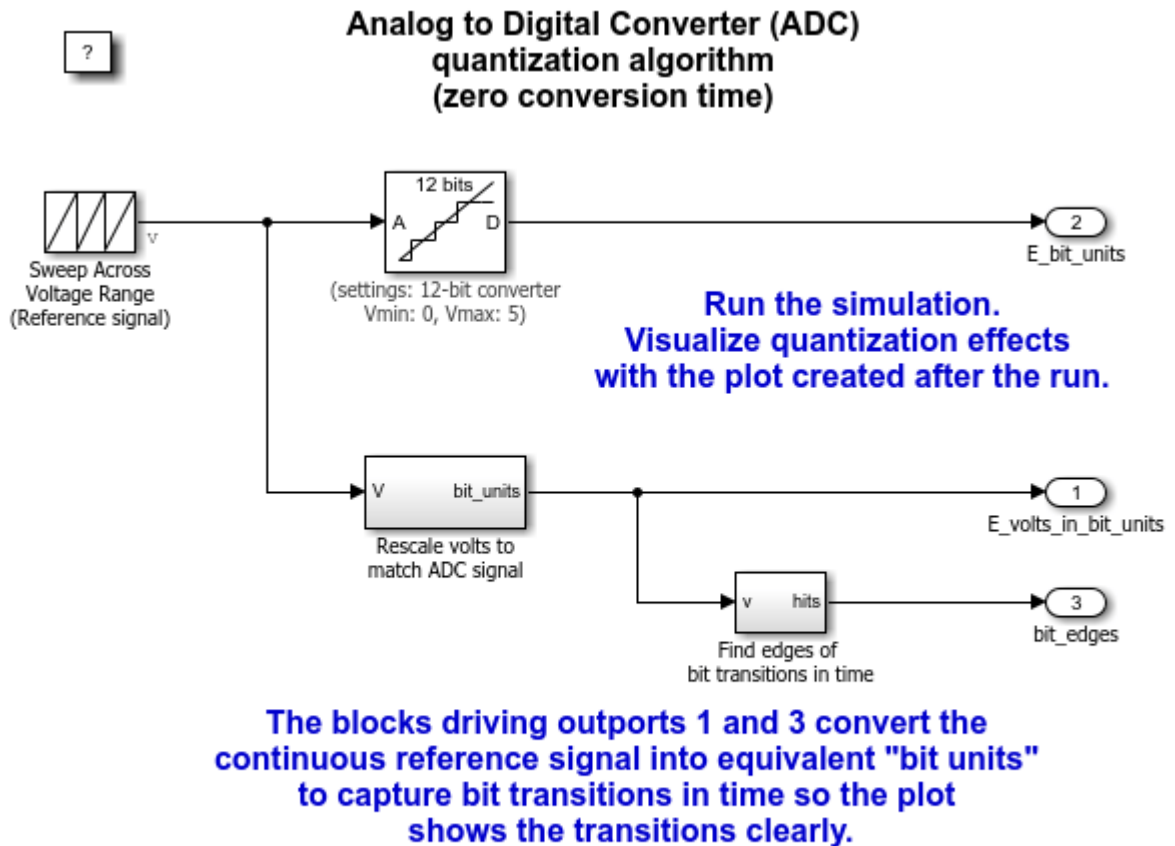 ?
Analog to Digital Converter (ADC)
quantization algorithm
(zero conversion time)
v
Sweep Across
Voltage Range
(Reference signal)
12 bits
A
D
(settings: 12-bit converter
Vmin: 0, Vmax: 5)
2
E_bit_units
Run the simulation.
Visualize quantization effects
with the plot created after the run.
V
bit_units
Rescale volts to
match ADC signal
1
E_volts_in_bit_units
v
hits
Find edges of
bit transitions in time
3
bit_edges
The blocks driving outports 1 and 3 convert the
continuous reference signal into equivalent "bit units"
to capture bit transitions in time so the plot
shows the transitions clearly.